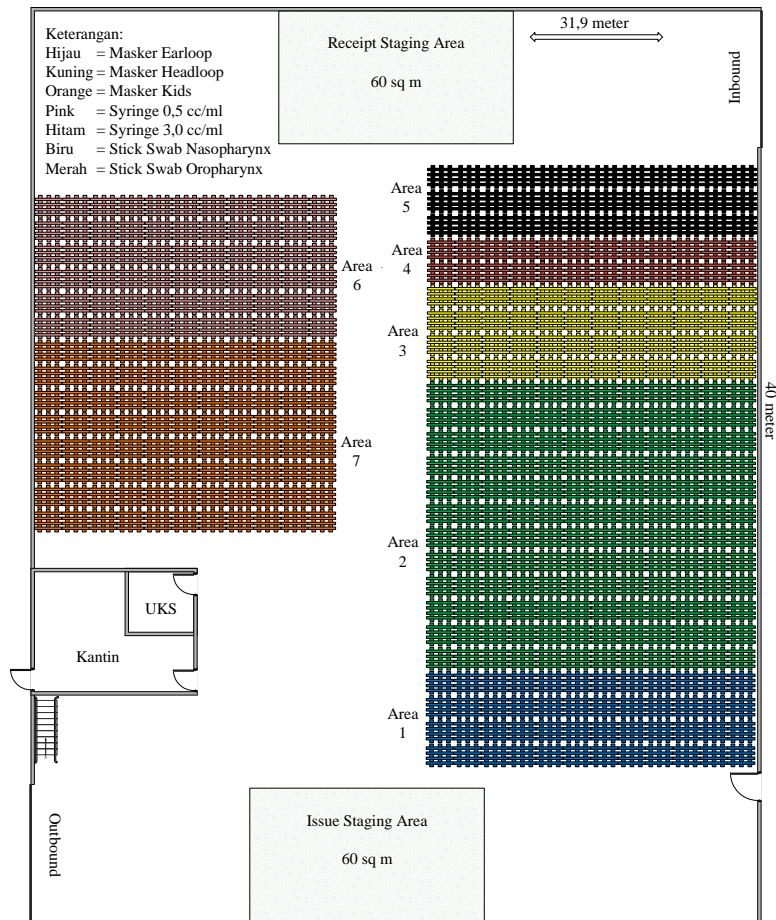 Keterangan:
Hijau = Masker Earloop
Kuning = Masker Headloop
Orange = Masker Kids
Pink = Syringe 0,5 cc/ml
Hitam = Syringe 3,0 cc/ml
Biru = Stick Swab Nasopharynx
Merah = Stick Swab Oropharynx
Receipt Staging Area
60 sq m
31,9 meter
Inbound
Area
5
Area
4
Area
6
Area
3
40 meter
Area
7
Area
2
UKS
Kantin
Area
1
Outbound
Issue Staging Area
60 sq m